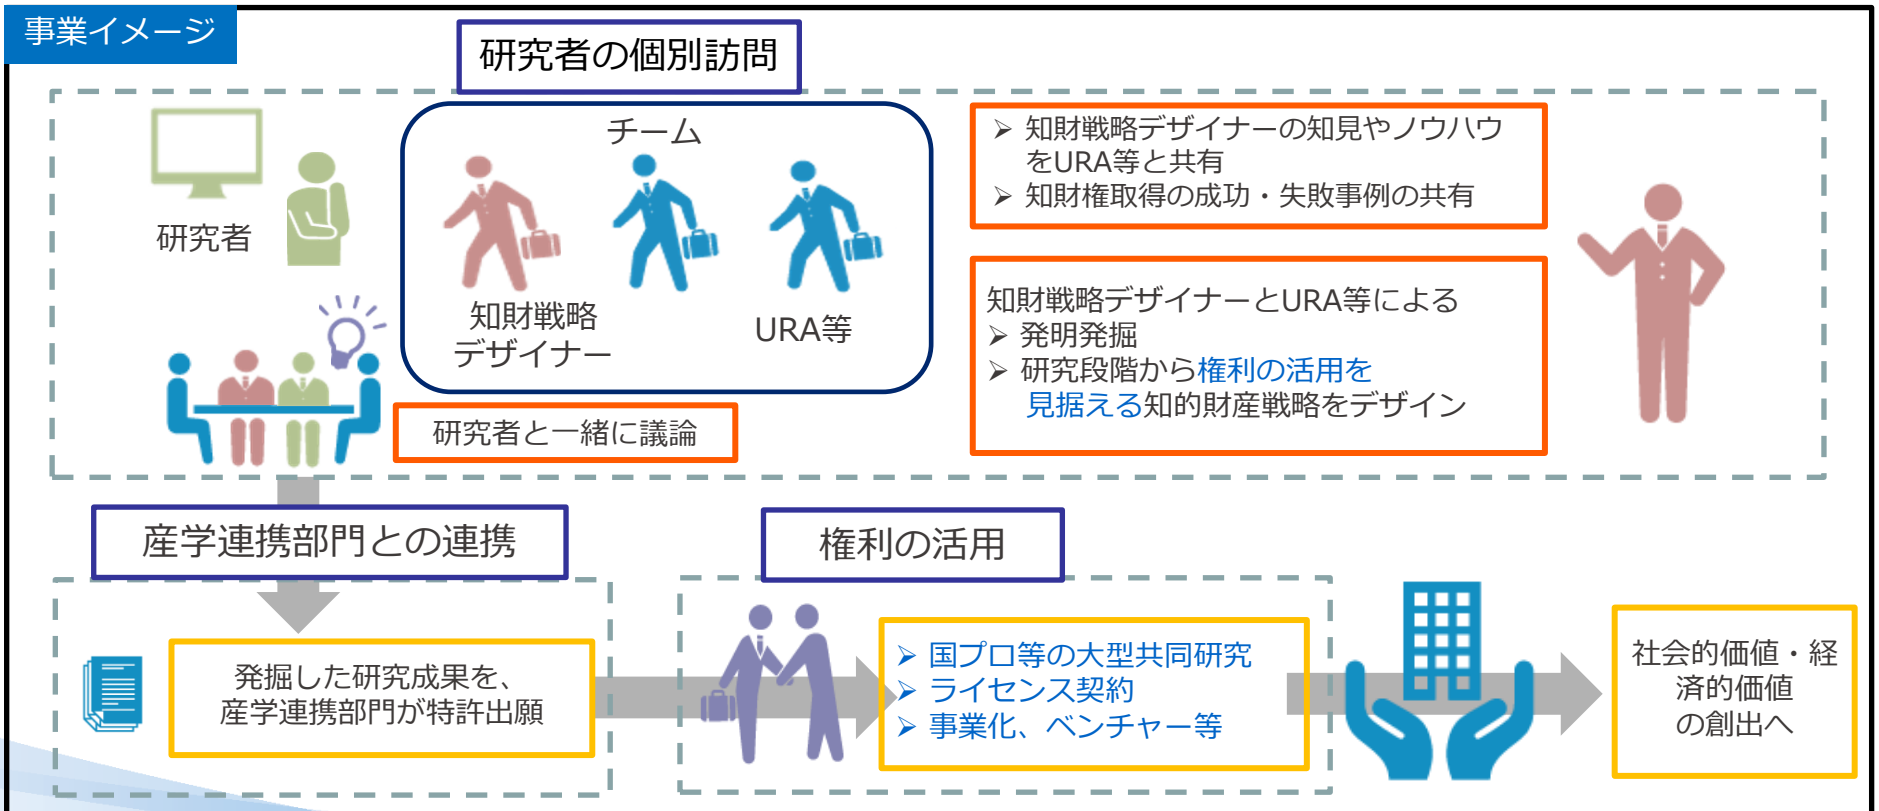 事業イメージ
研究者の個別訪問
研究者
チーム
知財戦略
デザイナー
URA等
研究者と一緒に議論
➢ 知財戦略デザイナーの知見やノウハウ
をURA等と共有
➢ 知財権取得の成功・失敗事例の共有
知財戦略デザイナーとURA等による
➢ 発明発掘
➢ 研究段階から権利の活用を
見据える知的財産戦略をデザイン
産学連携部門との連携
発掘した研究成果を、
産学連携部門が特許出願
権利の活用
➢ 国プロ等の大型共同研究
➢ ライセンス契約
➢ 事業化、ベンチャー等
社会的価値・経
済的価値
の創出へ